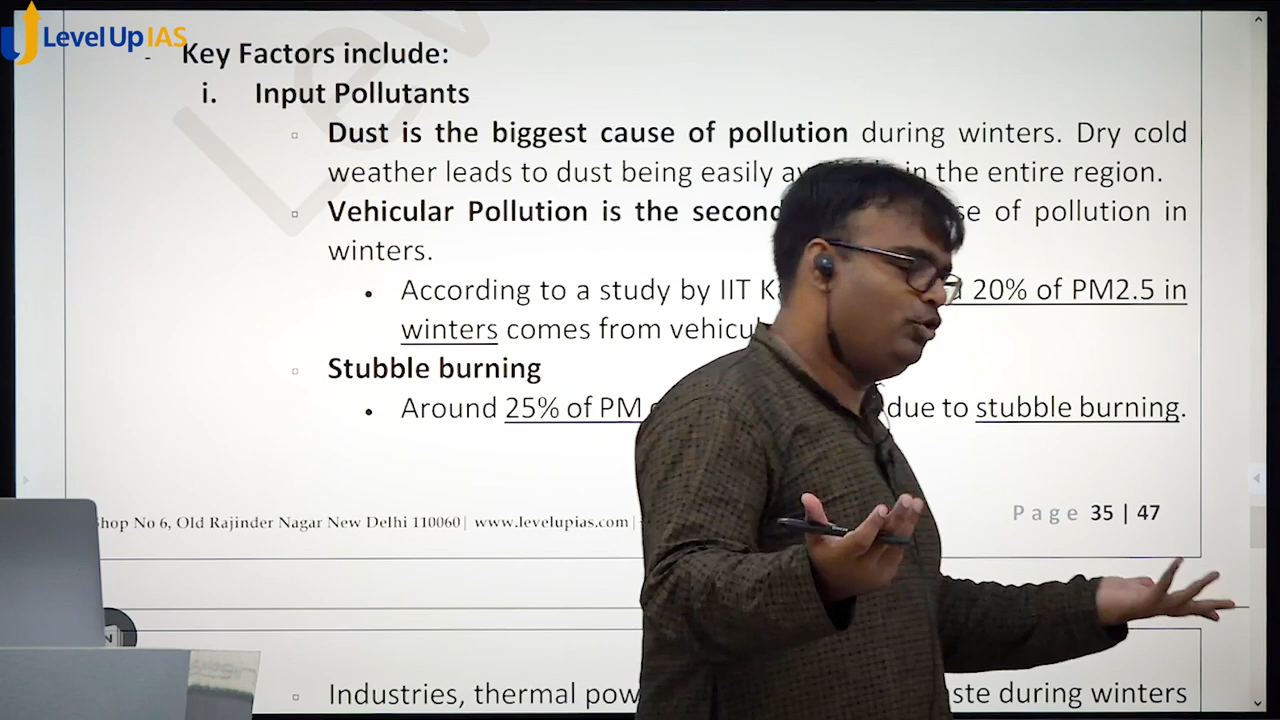 LevelUp IAS
- Key Factors include:
i. Input Pollutants
Dust is the biggest cause of pollution during winters. Dry cold
weather leads to dust being easily in the entire region.
Vehicular Pollution is the second of pollution in
winters.
• According to a study by IIT 20% of PM2.5 in
winters comes from
Stubble burning
• Around 25% of PM due to stubble burning.
Shop No 6, Old Rajinder Nagar New Delhi 110060| www.levelupias.com|
Page 35 | 47
Industries, thermal during winters